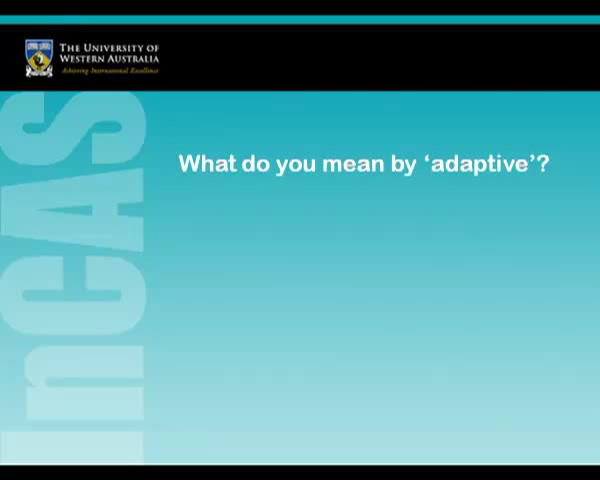 THE UNIVERSITY OF
WESTERN AUSTRALIA
Achieving International Excellence
What do you mean by ‘adaptive’?
InCAS